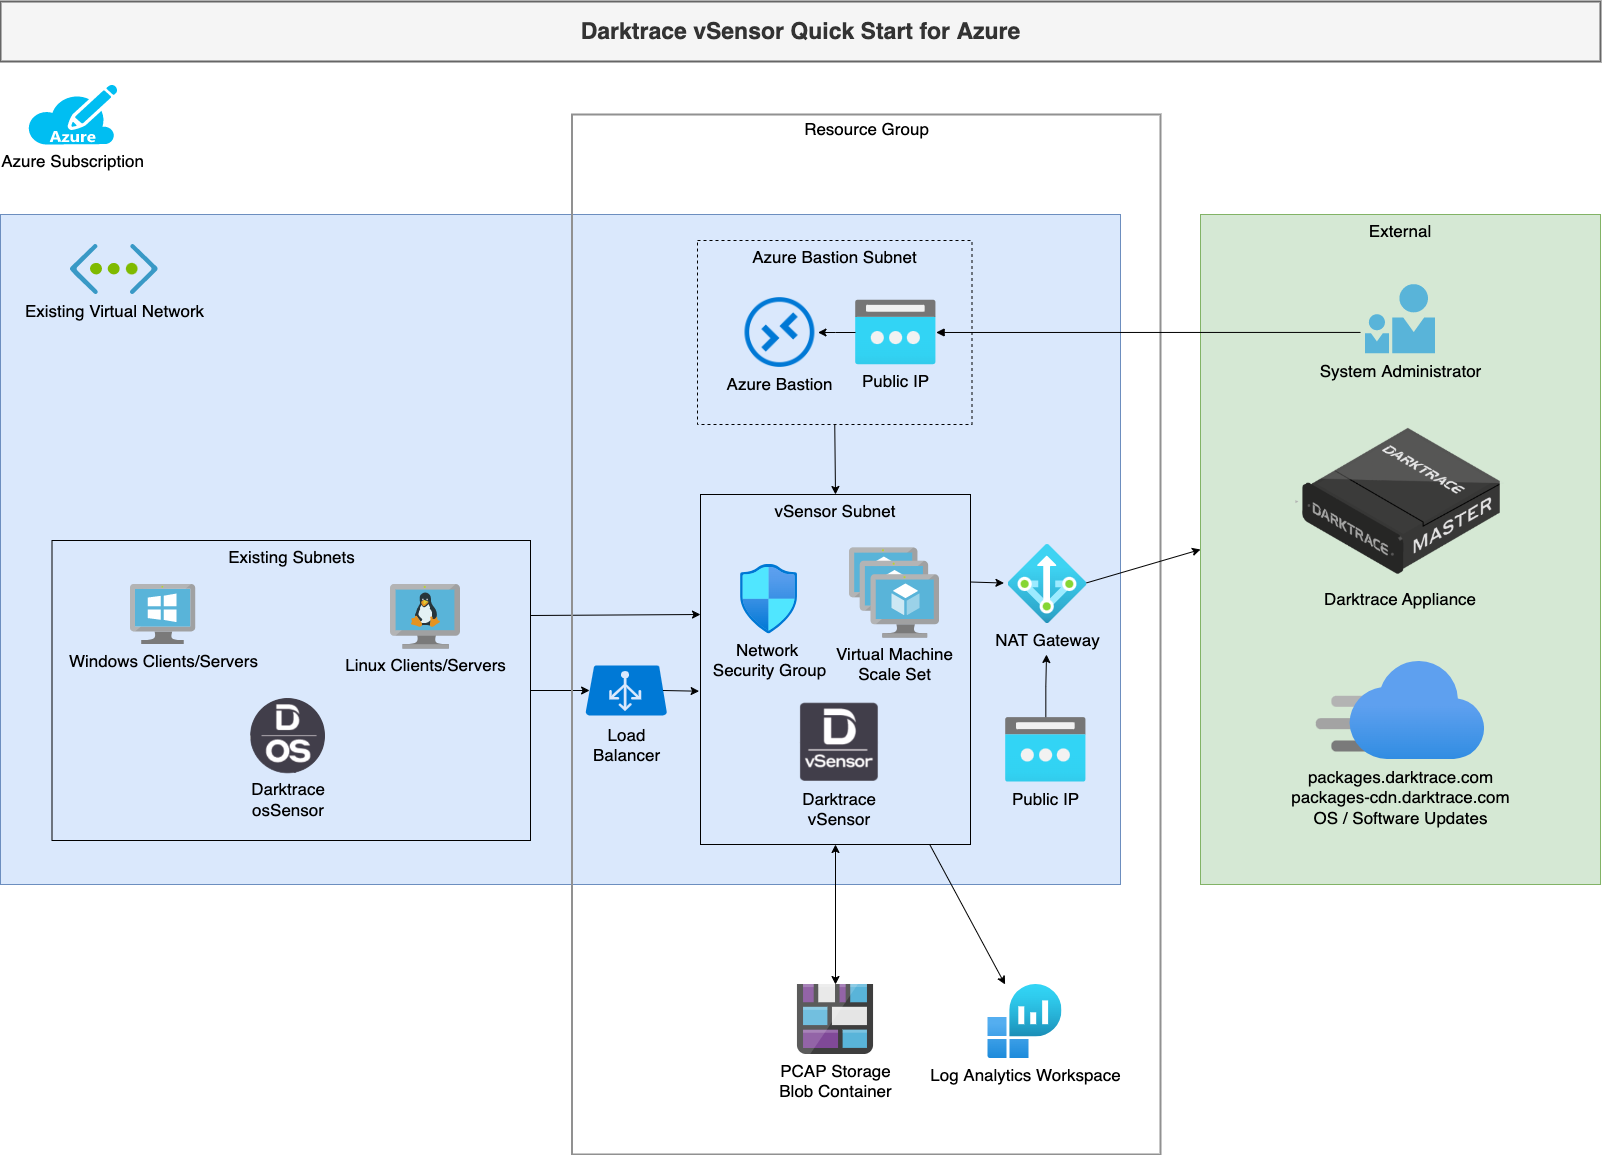 Darktrace vSensor Quick Start for Azure
Azure
Azure Subscription
Resource Group
Existing Virtual Network
Azure Bastion Subnet
Azure Bastion
Public IP
External
System Administrator
DARKTRACE
DARKTRACE
MASTER
Darktrace Appliance
Existing Subnets
Windows Clients/Servers
Linux Clients/Servers
D
OS
Darktrace
osSensor
Load
Balancer
vSensor Subnet
Network
Security Group
Virtual Machine
Scale Set
D
vSensor
Darktrace
vSensor
NAT Gateway
Public IP
packages.darktrace.com
packages-cdn.darktrace.com
OS / Software Updates
PCAP Storage
Blob Container
Log Analytics Workspace